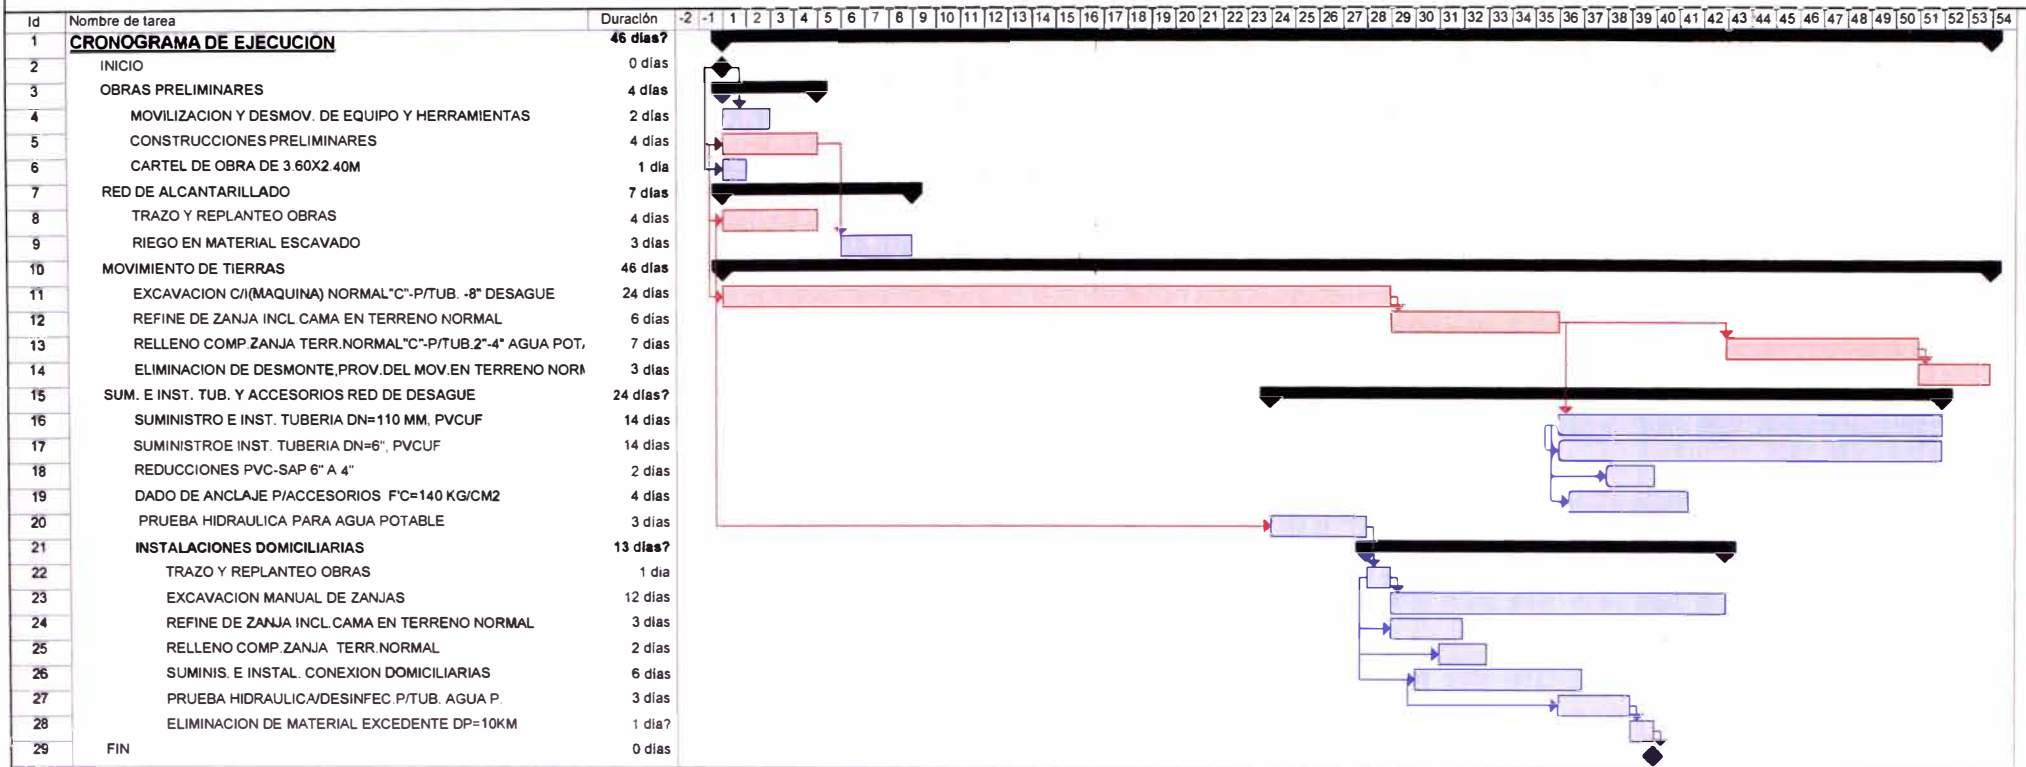 Id Nombre de tarea Duración -2 -1 1 2 3 4 5 6 7 8 9 10 11 12 13 14 15 16 17 18 19 20 21 22 23 24 25 26 27 28 29 30 31 32 33 34 35 36 37 38 39 40 41 42 43 44 45 46 47 48 49 50 51 52 53 54
1 CRONOGRAMA DE EJECUCION 46 días?
2 INICIO 0 días
3 OBRAS PRELIMINARES 4 días
4 MOVILIZACION Y DESMOV. DE EQUIPO Y HERRAMIENTAS 2 días
5 CONSTRUCCIONES PRELIMINARES 4 días
6 CARTEL DE OBRA DE 3.60X2.40M 1 día
7 RED DE ALCANTARILLADO 7 días
8 TRAZO Y REPLANTEO OBRAS 4 días
9 RIEGO EN MATERIAL ESCAVADO 3 días
10 MOVIMIENTO DE TIERRAS 46 días
11 EXCAVACION C/I(MAQUINA) NORMAL"C"-P/TUB. -8" DESAGUE 24 días
12 REFINE DE ZANJA INCL.CAMA EN TERRENO NORMAL 6 días
13 RELLENO COMP.ZANJA TERR.NORMAL"C"-P/TUB.2"-4" AGUA POTA 7 días
14 ELIMINACION DE DESMONTE,PROV.DEL MOV.EN TERRENO NORM 3 días
15 SUM. E INST. TUB. Y ACCESORIOS RED DE DESAGUE 24 días?
16 SUMINISTRO E INST. TUBERIA DN=110 MM, PVCUF 14 días
17 SUMINISTROE INST. TUBERIA DN=6", PVCUF 14 días
18 REDUCCIONES PVC-SAP 6" A 4" 2 días
19 DADO DE ANCLAJE P/ACCESORIOS F'C=140 KG/CM2 4 días
20 PRUEBA HIDRAULICA PARA AGUA POTABLE 3 días
21 INSTALACIONES DOMICILIARIAS 13 días?
22 TRAZO Y REPLANTEO OBRAS 1 dia
23 EXCAVACION MANUAL DE ZANJAS 12 días
24 REFINE DE ZANJA INCL.CAMA EN TERRENO NORMAL 3 días
25 RELLENO COMP.ZANJA TERR.NORMAL 2 días
26 SUMINIS. E INSTAL. CONEXION DOMICILIARIAS 6 días
27 PRUEBA HIDRAULICA/DESINFEC.P/TUB. AGUA P. 3 días
28 ELIMINACION DE MATERIAL EXCEDENTE DP=10KM 1 dia?
29 FIN 0 días